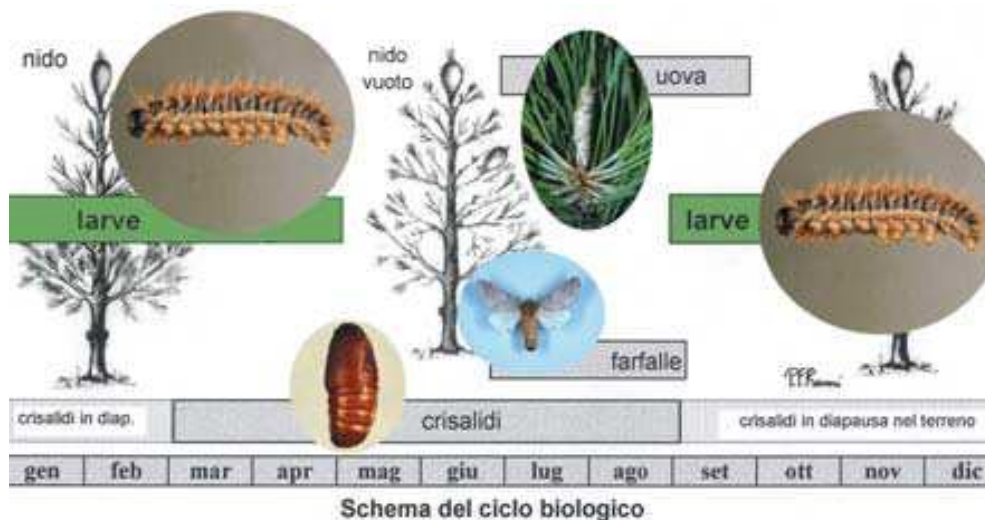 nido
nido
vuoto
uova
larve
larve
farfalle
crisalidi in diap.
crisalidi
crisalidi in diapausa nel terreno
gen feb mar apr mag giu lug ago set ott nov dic
Schema del ciclo biologico